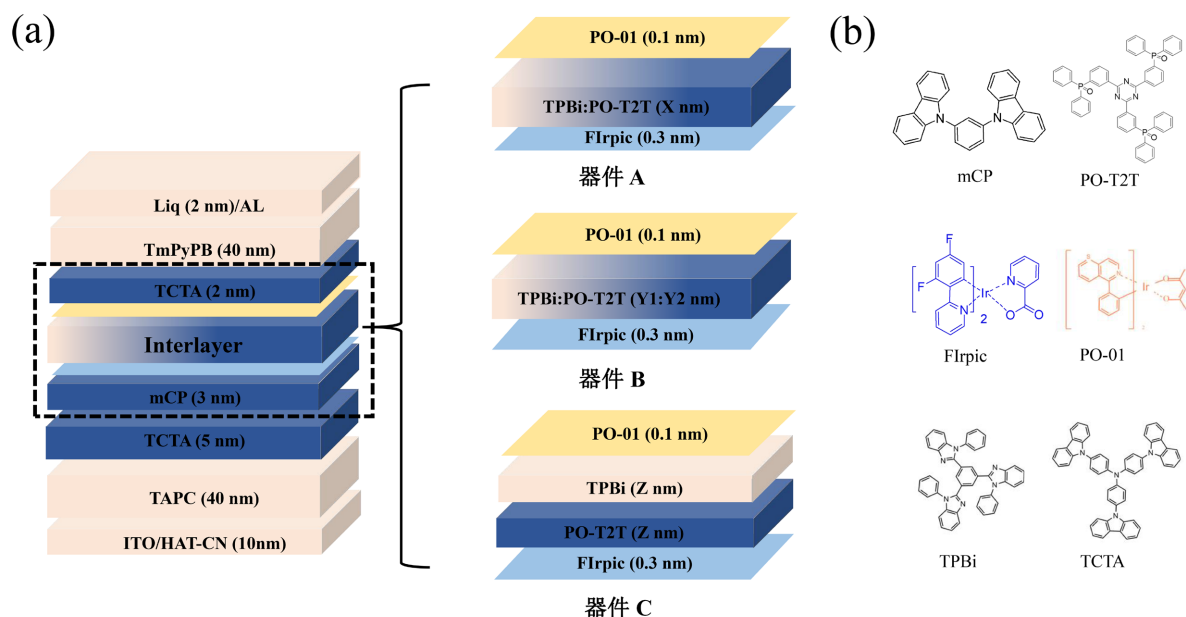 (a)
Liq (2 nm)/AL
TmPyPB (40 nm)
TCTA (2 nm)
Interlayer
mCP (3 nm)
TCTA (5 nm)
TAPC (40 nm)
ITO/HAT-CN (10nm)
PO-01 (0.1 nm)
TPBi:PO-T2T (X nm)
FIrpic (0.3 nm)
器件 A
PO-01 (0.1 nm)
TPBi:PO-T2T (Y1:Y2 nm)
FIrpic (0.3 nm)
器件 B
PO-01 (0.1 nm)
TPBi (Z nm)
PO-T2T (Z nm)
FIrpic (0.3 nm)
器件 C
(b)
mCP
PO-T2T
FIrpic
PO-01
TPBi
TCTA